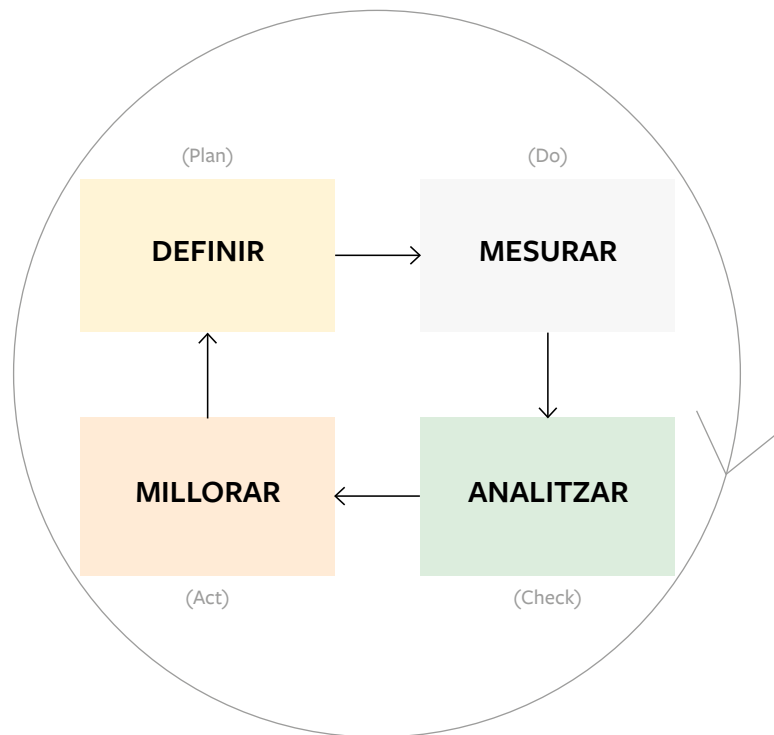 (Plan)
(Do)
DEFINIR
MESURAR
MILLORAR
ANALITZAR
(Act)
(Check)